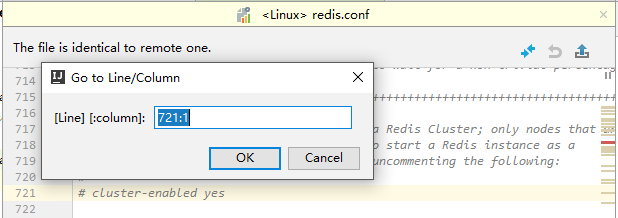 <Linux> redis.conf
The file is identical to remote one.
714
715
Go to Line/Column
716
[Line] [:column]: 721:1
717 a Redis Cluster; only nodes that
718 to start a Redis instance as a
719 uncommenting the following:
OK Cancel
720 #
721 # cluster-enabled yes
722